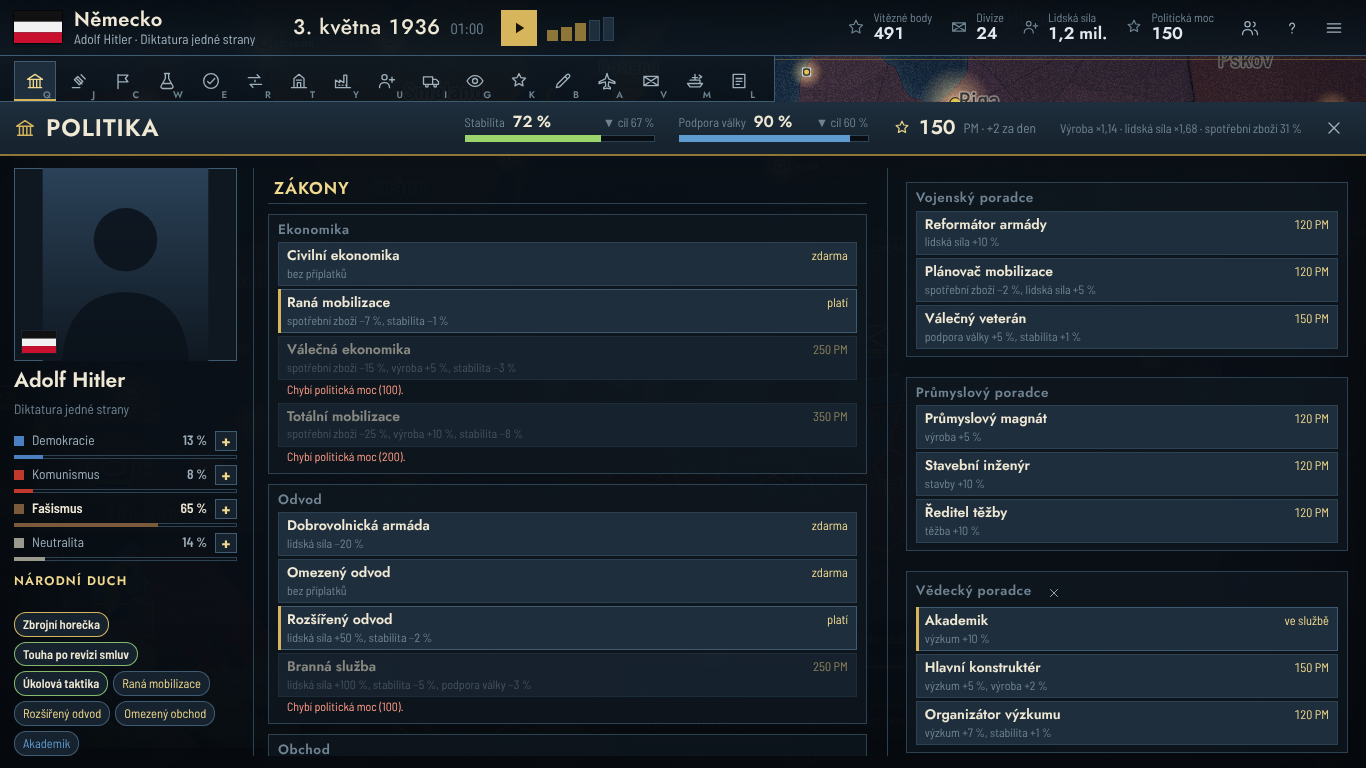 Německo
Adolf Hitler · Diktatura jedné strany
3. května 1936 01:00
Vítězné body
491
Divize
24
Lidská síla
1,2 mil.
Politická moc
150
?
Q J C W E R T Y U I G K B A V M L
Pskov
Riga
POLITIKA
Stabilita 72 % ▼ cíl 67 %
Podpora války 90 % ▼ cíl 60 %
150 PM · +2 za den
Výroba ×1,14 · lidská síla ×1,68 · spotřební zboží 31 %
Adolf Hitler
Diktatura jedné strany
Demokracie 13 % +
Komunismus 8 % +
Fašismus 65 % +
Neutralita 14 % +
NÁRODNÍ DUCH
Zbrojní horečka
Touha po revizi smluv
Úkolová taktika Raná mobilizace
Rozšířený odvod Omezený obchod
Akademik
ZÁKONY
Ekonomika
Civilní ekonomika zdarma
bez příplatků
Raná mobilizace platí
spotřební zboží −7 %, stabilita −1 %
Válečná ekonomika 250 PM
spotřební zboží −15 %, výroba +5 %, stabilita −3 %
Chybí politická moc (100).
Totální mobilizace 350 PM
spotřební zboží −25 %, výroba +10 %, stabilita −8 %
Chybí politická moc (200).
Odvod
Dobrovolnická armáda zdarma
lidská síla −20 %
Omezený odvod zdarma
bez příplatků
Rozšířený odvod platí
lidská síla +50 %, stabilita −2 %
Branná služba 250 PM
lidská síla +100 %, stabilita −5 %, podpora války −3 %
Chybí politická moc (100).
Obchod
Vojenský poradce
Reformátor armády 120 PM
lidská síla +10 %
Plánovač mobilizace 120 PM
spotřební zboží −2 %, lidská síla +5 %
Válečný veterán 150 PM
podpora války +5 %, stabilita +1 %
Průmyslový poradce
Průmyslový magnát 120 PM
výroba +5 %
Stavební inženýr 120 PM
stavby +10 %
Ředitel těžby 120 PM
těžba +10 %
Vědecký poradce
Akademik ve službě
výzkum +10 %
Hlavní konstruktér 150 PM
výzkum +5 %, výroba +2 %
Organizátor výzkumu 120 PM
výzkum +7 %, stabilita +1 %